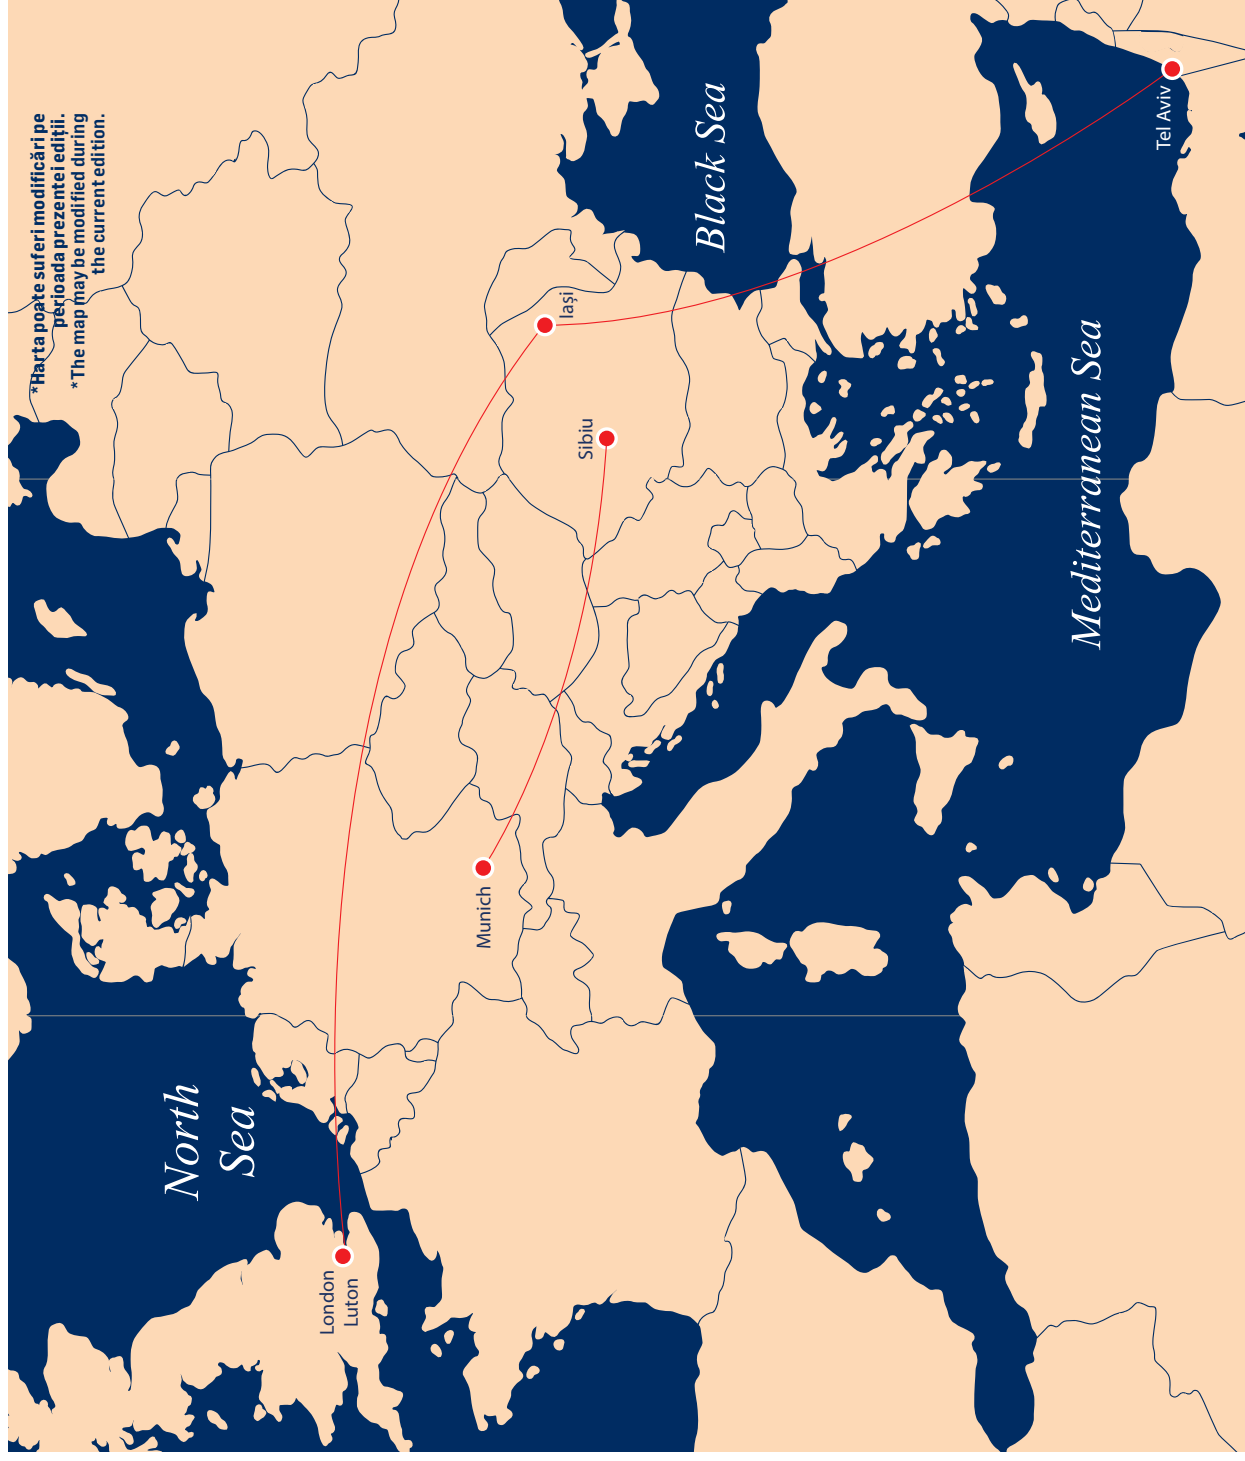 *Harta poate suferi modificări pe
perioada prezentei ediții.
*The map may be modified during
the current edition.
North
Sea
London
Luton
Munich
Sibiu
Iași
Black Sea
Mediterranean Sea
Tel Aviv